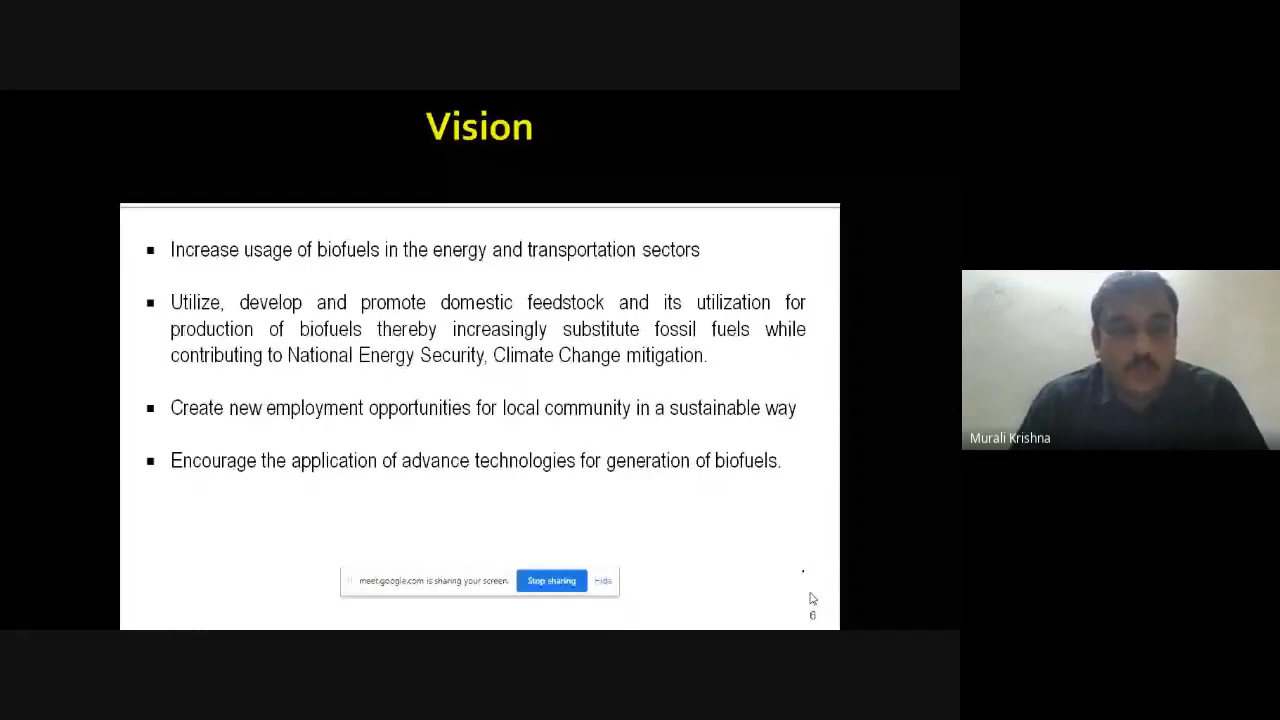 Vision
▪ Increase usage of biofuels in the energy and transportation sectors
▪ Utilize, develop and promote domestic feedstock and its utilization for
production of biofuels thereby increasingly substitute fossil fuels while
contributing to National Energy Security, Climate Change mitigation.
▪ Create new employment opportunities for local community in a sustainable way
▪ Encourage the application of advance technologies for generation of biofuels.
meet.google.com is sharing your screen. Stop sharing Hide
6
Murali Krishna